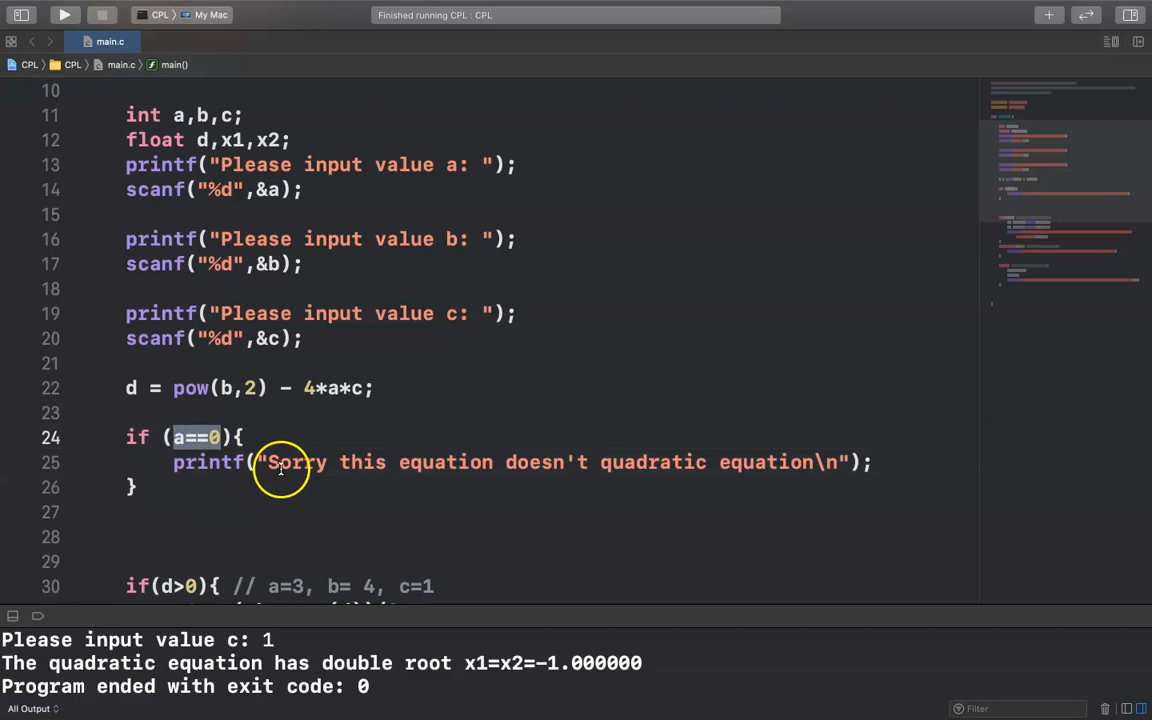 CPL > My Mac
Finished running CPL : CPL
main.c
CPL > CPL > main.c > main()
10
11 int a,b,c;
12 float d,x1,x2;
13 printf("Please input value a: ");
14 scanf("%d",&a);
15
16 printf("Please input value b: ");
17 scanf("%d",&b);
18
19 printf("Please input value c: ");
20 scanf("%d",&c);
21
22 d = pow(b,2) - 4*a*c;
23
24 if (a==0){
25 printf("Sorry this equation doesn't quadratic equation\n");
26 }
27
28
29
30 if(d>0){ // a=3, b= 4, c=1
Please input value c: 1
The quadratic equation has double root x1=x2=-1.000000
Program ended with exit code: 0
All Output
Filter